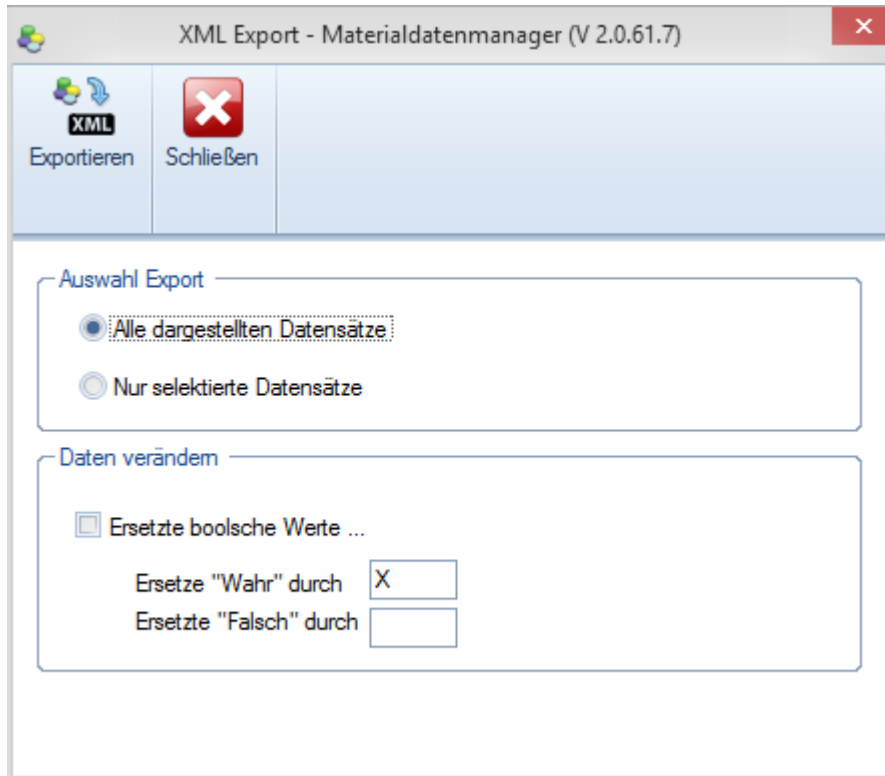 XML Export - Materialdatenmanager (V 2.0.61.7)
XML
Exportieren
Schließen
Auswahl Export
Alle dargestellten Datensätze
Nur selektierte Datensätze
Daten verändern
Ersetzte boolsche Werte ...
Ersetze "Wahr" durch X
Ersetzte "Falsch" durch